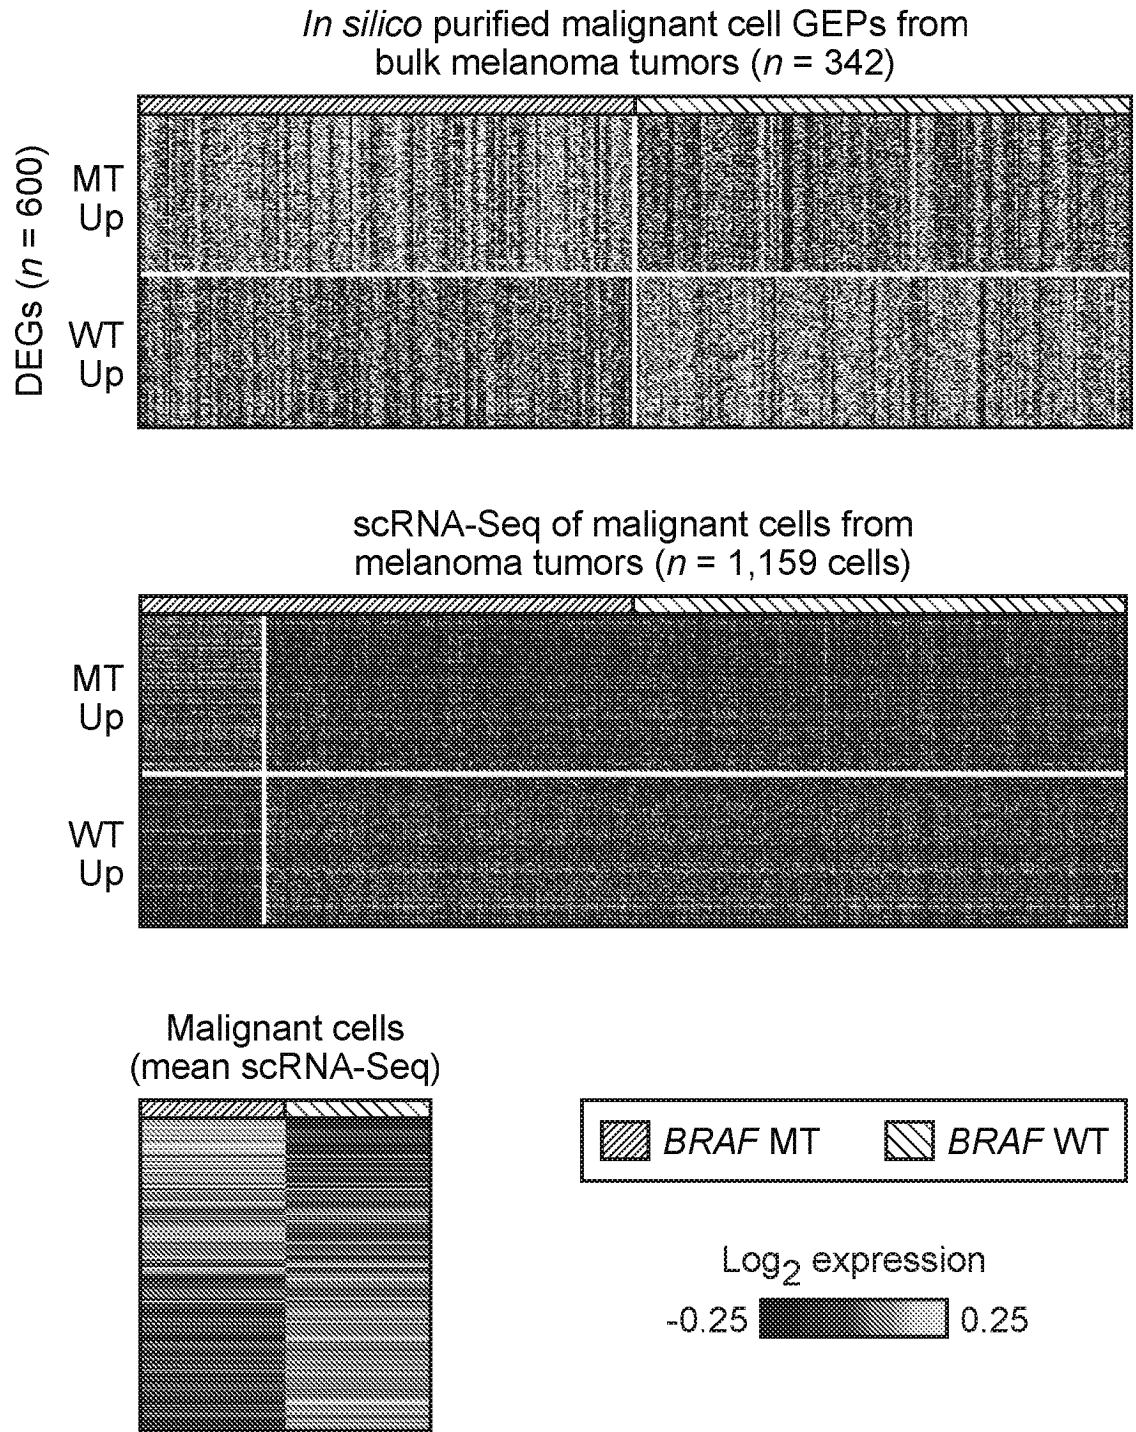 In silico purified malignant cell GEPs from
bulk melanoma tumors (n = 342)
DEGs (n = 600)
MT
Up
WT
Up
scRNA-Seq of malignant cells from
melanoma tumors (n = 1,159 cells)
MT
Up
WT
Up
Malignant cells
(mean scRNA-Seq)
BRAF MT
BRAF WT
Log2 expression
-0.25
0.25